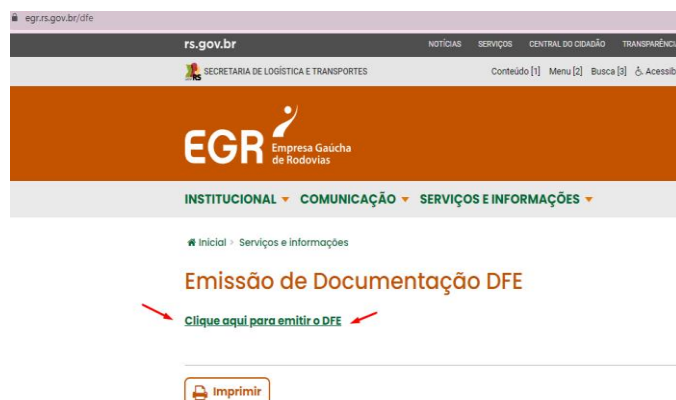 egr.rs.gov.br/dfe
rs.gov.br NOTÍCIAS SERVIÇOS CENTRAL DO CIDADÃO
RS SECRETARIA DE LOGÍSTICA E TRANSPORTES Conteúdo [1] Menu [2] Busca [3]
EGR Empresa Gaúcha
de Rodovias
INSTITUCIONAL COMUNICAÇÃO SERVIÇOS E INFORMAÇÕES
Inicial > Serviços e informações
Emissão de Documentação DFE
Clique aqui para emitir o DFE
Imprimir